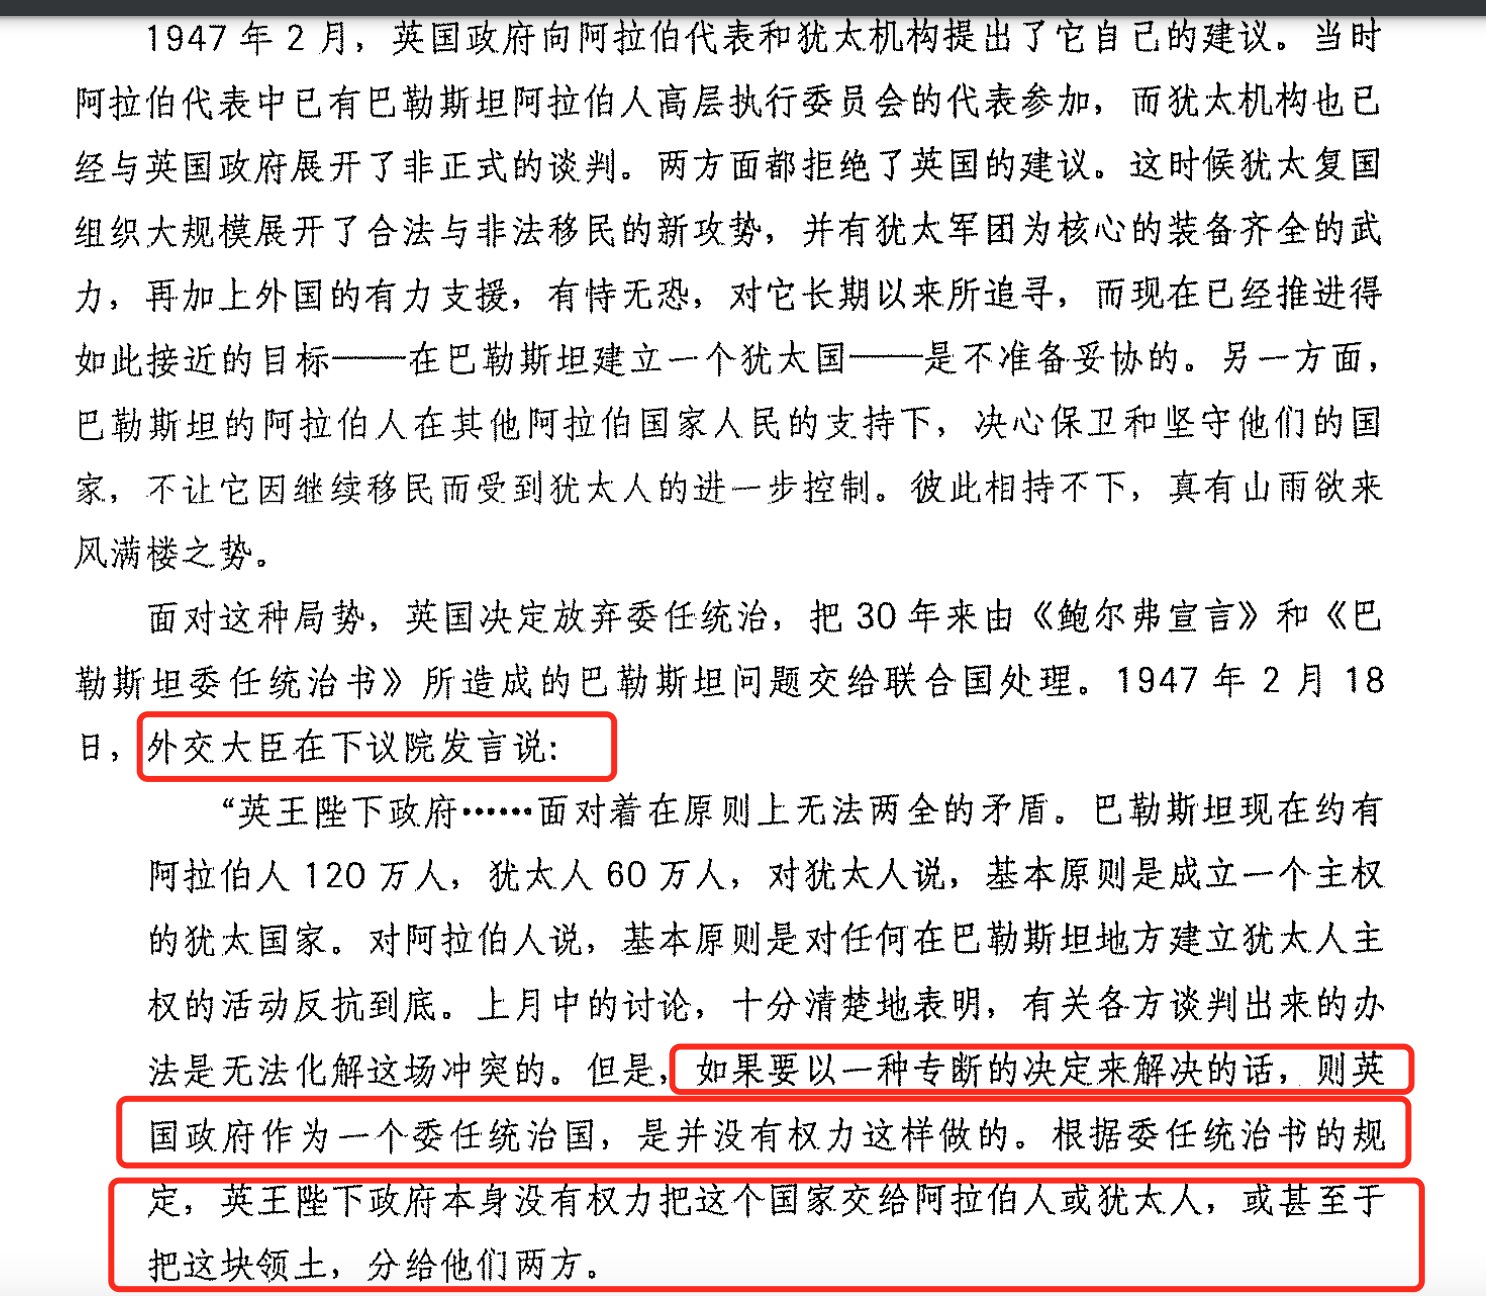 1947 年 2 月，英国政府向阿拉伯代表和犹太机构提出了它自己的建议。当时
阿拉伯代表中已有巴勒斯坦阿拉伯人高层执行委员会的代表参加，而犹太机构也已
经与英国政府展开了非正式的谈判。两方面都拒绝了英国的建议。这时候犹太复国
组织大规模展开了合法与非法移民的新攻势，并有犹太军团为核心的装备齐全的武
力，再加上外国的有力支援，有恃无恐，对它长期以来所追寻，而现在已经推进得
如此接近的目标——在巴勒斯坦建立一个犹太国——是不准备妥协的。另一方面，
巴勒斯坦的阿拉伯人在其他阿拉伯国家人民的支持下，决心保卫和坚守他们的国
家，不让它因继续移民而受到犹太人的进一步控制。彼此相持不下，真有山雨欲来
风满楼之势。
面对这种局势，英国决定放弃委任统治，把 30 年来由《鲍尔弗宣言》和《巴
勒斯坦委任统治书》所造成的巴勒斯坦问题交给联合国处理。1947 年 2 月 18
日，外交大臣在下议院发言说:
“英王陛下政府……面对着在原则上无法两全的矛盾。巴勒斯坦现在约有
阿拉伯人 120 万人，犹太人 60 万人，对犹太人说，基本原则是成立一个主权
的犹太国家。对阿拉伯人说，基本原则是对任何在巴勒斯坦地方建立犹太人主
权的活动反抗到底。上月中的讨论，十分清楚地表明，有关各方谈判出来的办
法是无法化解这场冲突的。但是，如果要以一种专断的决定来解决的话，则英
国政府作为一个委任统治国，是并没有权力这样做的。根据委任统治书的规
定，英王陛下政府本身没有权力把这个国家交给阿拉伯人或犹太人，或甚至于
把这块领土，分给他们两方。